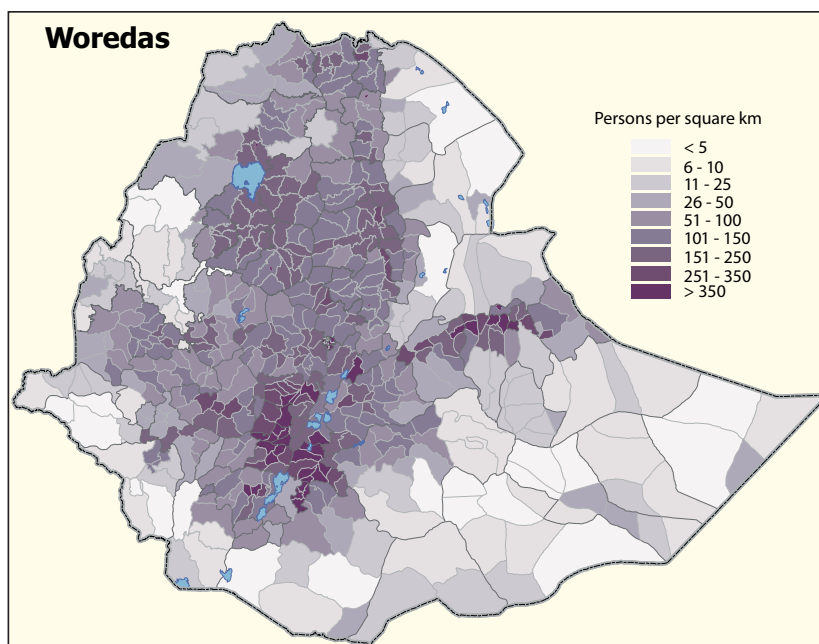 Woredas
Persons per square km
< 5
6 - 10
11 - 25
26 - 50
51 - 100
101 - 150
151 - 250
251 - 350
> 350